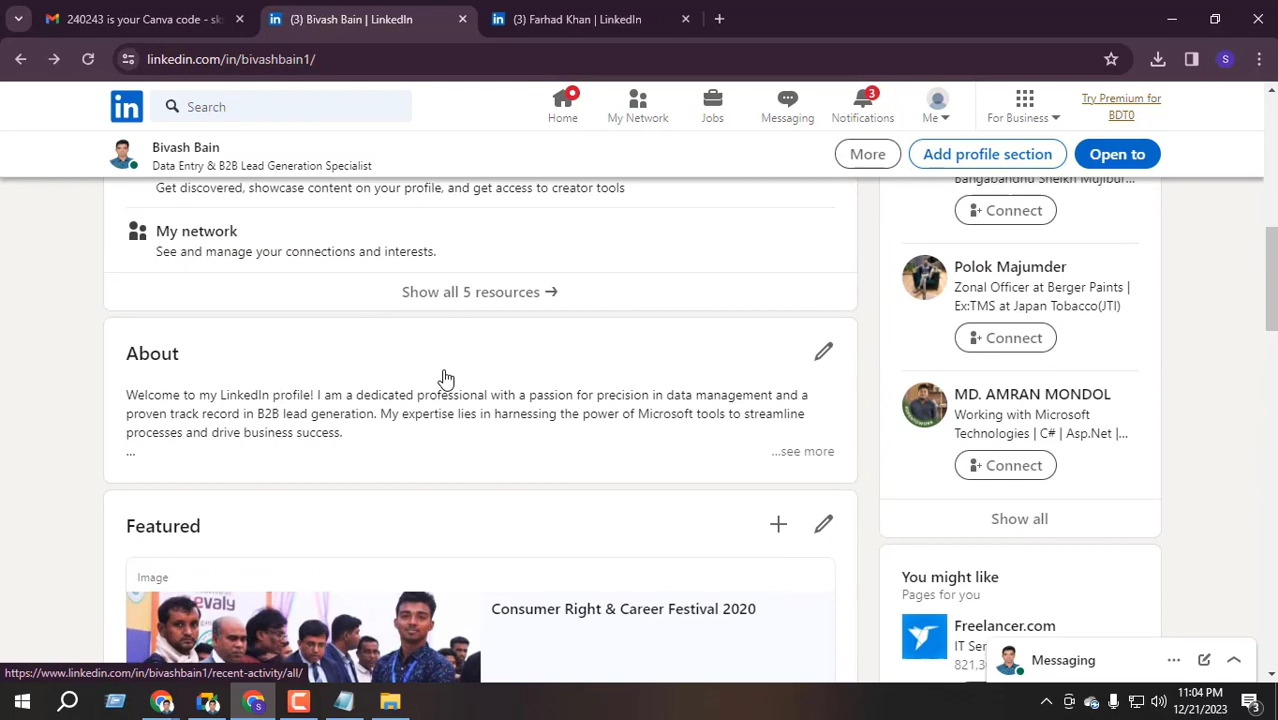 240243 is your Canva code - sk
(3) Bivash Bain | LinkedIn
(3) Farhad Khan | LinkedIn
linkedin.com/in/bivashbain1/
S
in
Search
Home
My Network
Jobs
Messaging
3
Notifications
Me
For Business
Try Premium for
BDT0
Bivash Bain
Data Entry & B2B Lead Generation Specialist
More
Add profile section
Open to
Get discovered, showcase content on your profile, and get access to creator tools
My network
See and manage your connections and interests.
Show all 5 resources →
About
Welcome to my LinkedIn profile! I am a dedicated professional with a passion for precision in data management and a
proven track record in B2B lead generation. My expertise lies in harnessing the power of Microsoft tools to streamline
processes and drive business success.
...
...see more
Featured
Image
evaly
Consumer Right & Career Festival 2020
Bangabandhu Sheikh Mujibur...
Connect
Polok Majumder
Zonal Officer at Berger Paints |
Ex:TMS at Japan Tobacco(JTI)
Connect
MD. AMRAN MONDOL
Working with Microsoft
Technologies | C# | Asp.Net |...
Connect
Show all
You might like
Pages for you
Freelancer.com
IT Ser
821,3
Messaging
https://www.linkedin.com/in/bivashbain1/recent-activity/all/
11:04 PM
12/21/2023
3